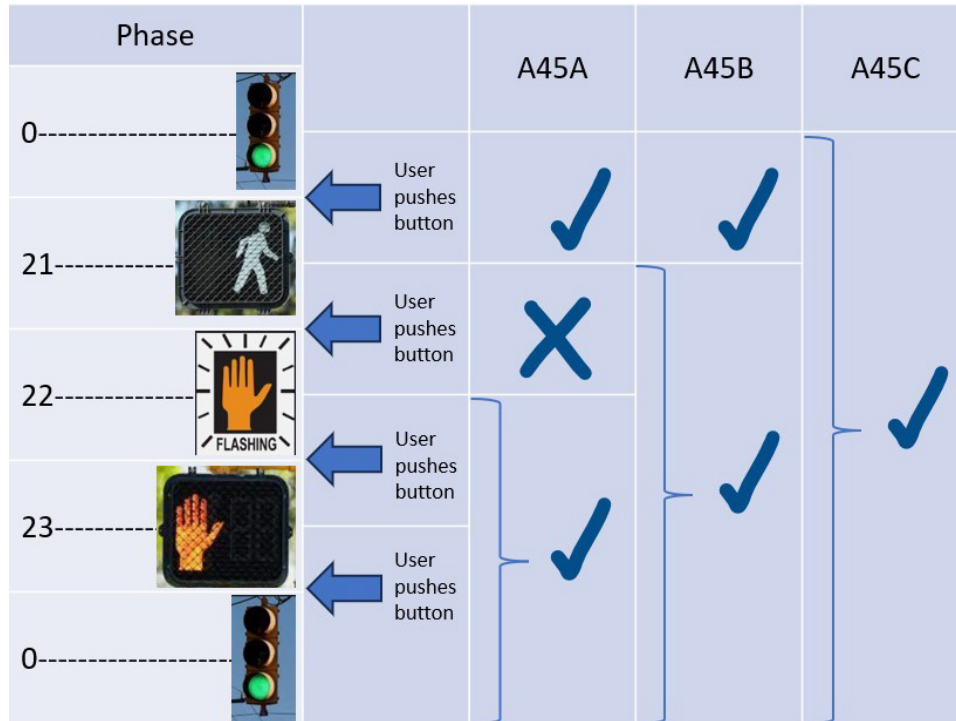 Phase
A45A
A45B
A45C
0
User
pushes
button
21
User
pushes
button
22
FLASHING
User
pushes
button
23
User
pushes
button
0